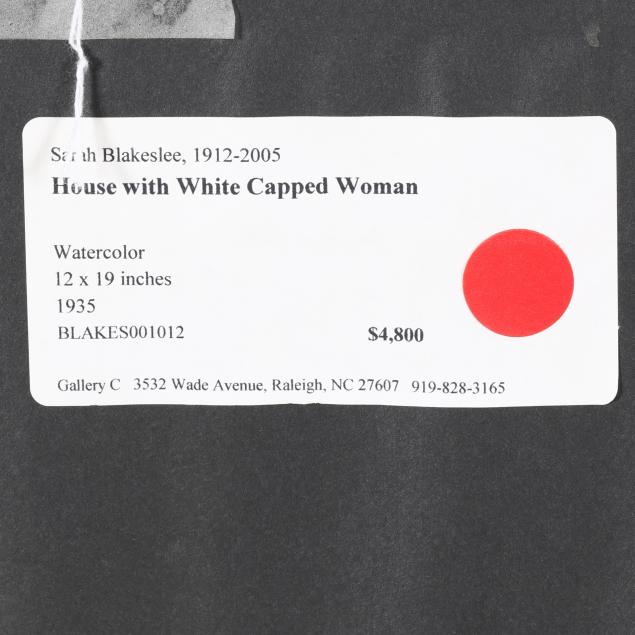 Sarah Blakeslee, 1912-2005
House with White Capped Woman
Watercolor
12 x 19 inches
1935
BLAKES001012 $4,800
Gallery C 3532 Wade Avenue, Raleigh, NC 27607 919-828-3165